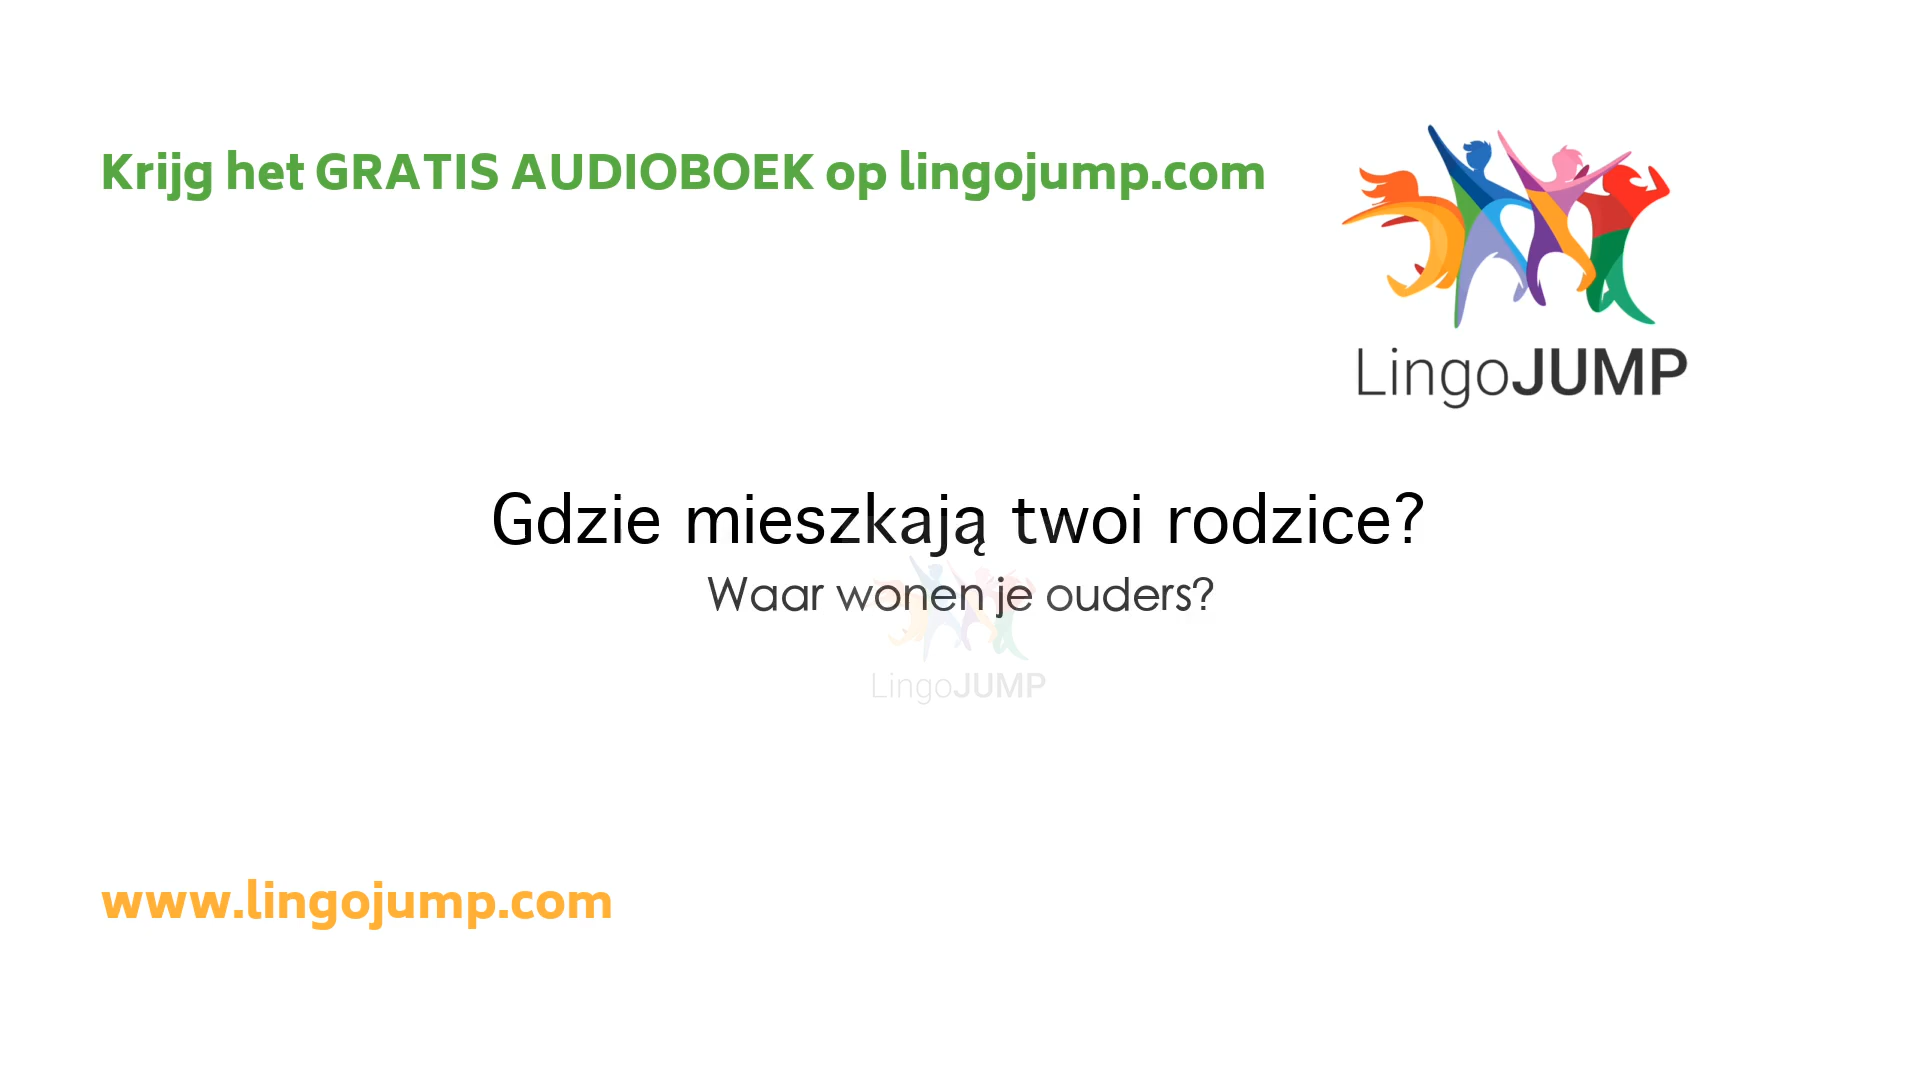 Krijg het GRATIS AUDIOBOEK op lingojump.com
LingoJUMP
Gdzie mieszkają twoi rodzice?
Waar wonen je ouders?
LingoJUMP
www.lingojump.com